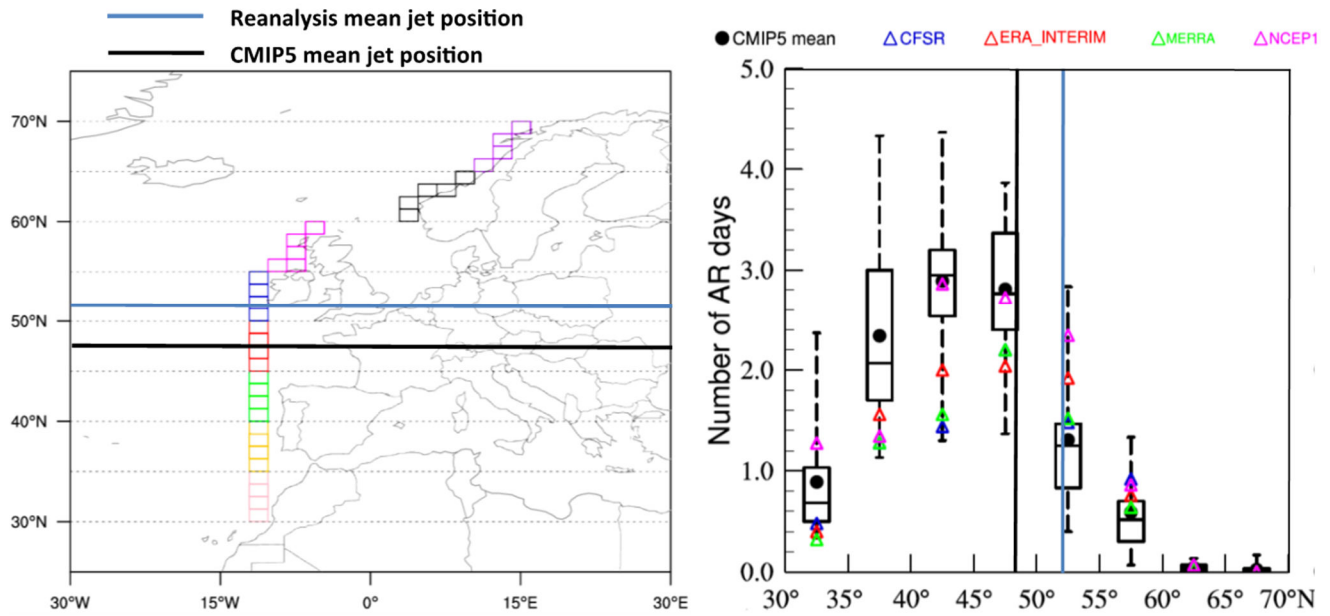 Reanalysis mean jet position
CMIP5 mean jet position
70°N
60°N
50°N
40°N
30°N
30°W 15°W 0° 15°E 30°E
CMIP5 mean CFSR ERA_INTERIM MERRA NCEP1
Number of AR days
5.0
4.0
3.0
2.0
1.0
0.0
30° 35° 40° 45° 50° 55° 60° 65° 70°N